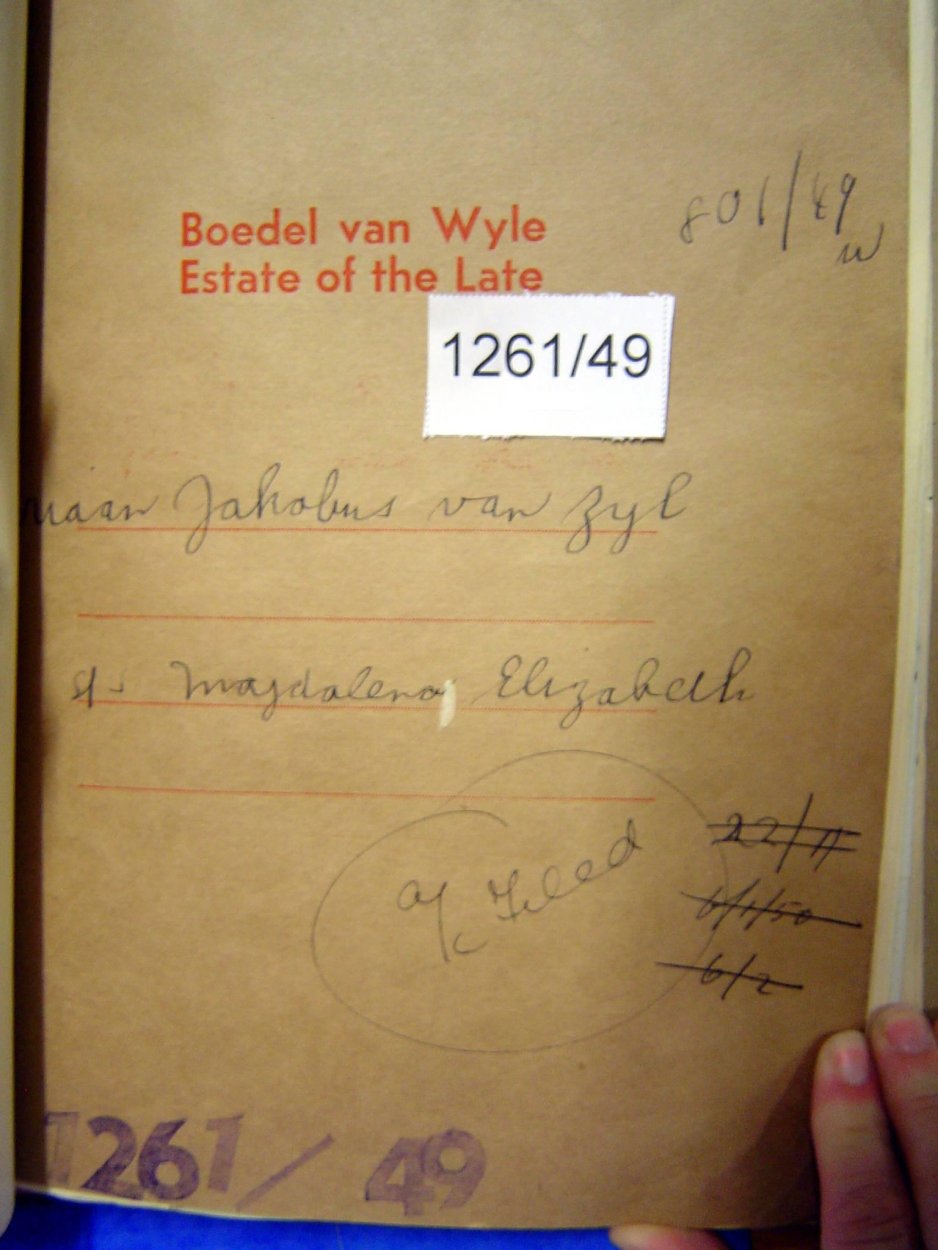 801/49
w
Boedel van Wyle
Estate of the Late
1261/49
Jakobus van Zyl
Magdalena Elizabeth
22/11
a/c Filed
6/1/50
6/2
1261/49